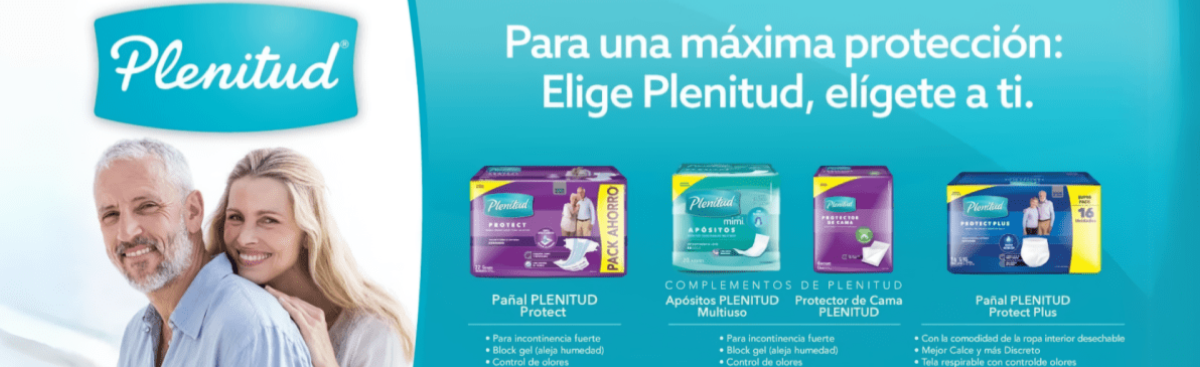 Plenitud®
Para una máxima protección:
Elige Plenitud, elígete a ti.
Plenitud
PROTECT
PACK AHORRO
Plenitud
mimi
APÓSITOS
Plenitud
PROTECTOR
DE CAMA
Plenitud
PROTECT PLUS
16
COMPLEMENTOS DE PLENITUD
Pañal PLENITUD
Protect
Apósitos PLENITUD
Multiuso
Protector de Cama
PLENITUD
Pañal PLENITUD
Protect Plus
• Para incontinencia fuerte
• Block gel (aleja humedad)
• Control de olores
• Para incontinencia fuerte
• Block gel (aleja humedad)
• Control de olores
• Con la comodidad de la ropa interior desechable
• Mejor Calce y más Discreto
• Tela respirable con controlde olores